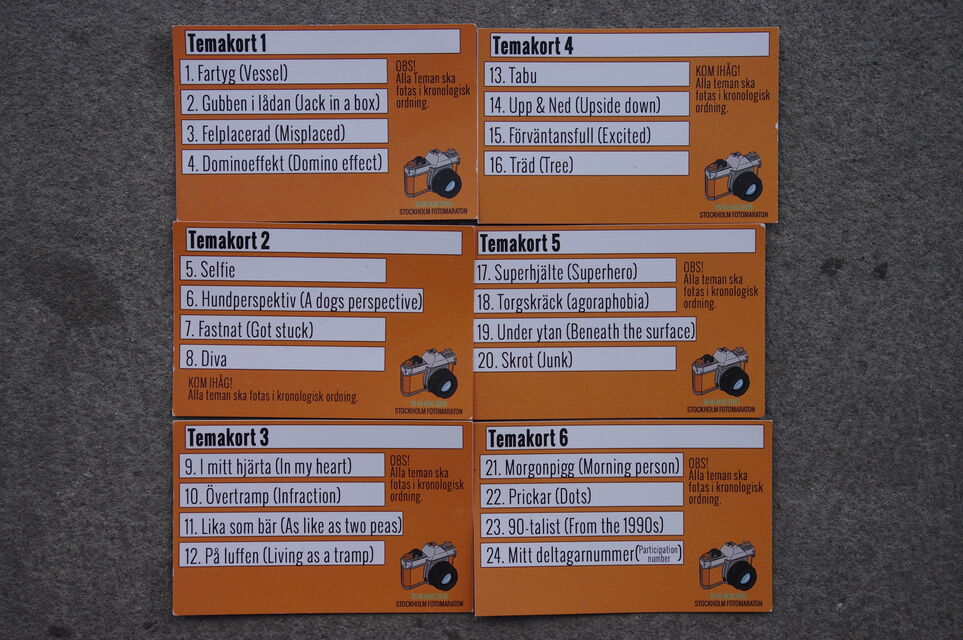 Temakort 1
1. Fartyg (Vessel)
2. Gubben i lådan (Jack in a box)
3. Felplacerad (Misplaced)
4. Dominoeffekt (Domino effect)
OBS!
Alla Teman ska
fotas i kronologisk
ordning.
STOCKHOLM FOTOMARATON
Temakort 4
13. Tabu
14. Upp & Ned (Upside down)
15. Förväntansfull (Excited)
16. Träd (Tree)
KOM IHÅG!
Alla teman ska
fotas i kronologisk
ordning.
STOCKHOLM FOTOMARATON
Temakort 2
5. Selfie
6. Hundperspektiv (A dogs perspective)
7. Fastnat (Got stuck)
8. Diva
KOM IHÅG!
Alla teman ska fotas i kronologisk ordning.
STOCKHOLM FOTOMARATON
Temakort 5
17. Superhjälte (Superhero)
18. Torgskräck (agoraphobia)
19. Under ytan (Beneath the surface)
20. Skrot (Junk)
OBS!
Alla teman ska
fotas i kronologisk
ordning.
STOCKHOLM FOTOMARATON
Temakort 3
9. I mitt hjärta (In my heart)
10. Övertramp (Infraction)
11. Lika som bär (As like as two peas)
12. På luffen (Living as a tramp)
OBS!
Alla teman ska
fotas i kronologisk
ordning.
STOCKHOLM FOTOMARATON
Temakort 6
21. Morgonpigg (Morning person)
22. Prickar (Dots)
23. 90-talist (From the 1990s)
24. Mitt deltagarnummer (Participation
number)
OBS!
Alla teman ska
fotas i kronologisk
ordning.
STOCKHOLM FOTOMARATON